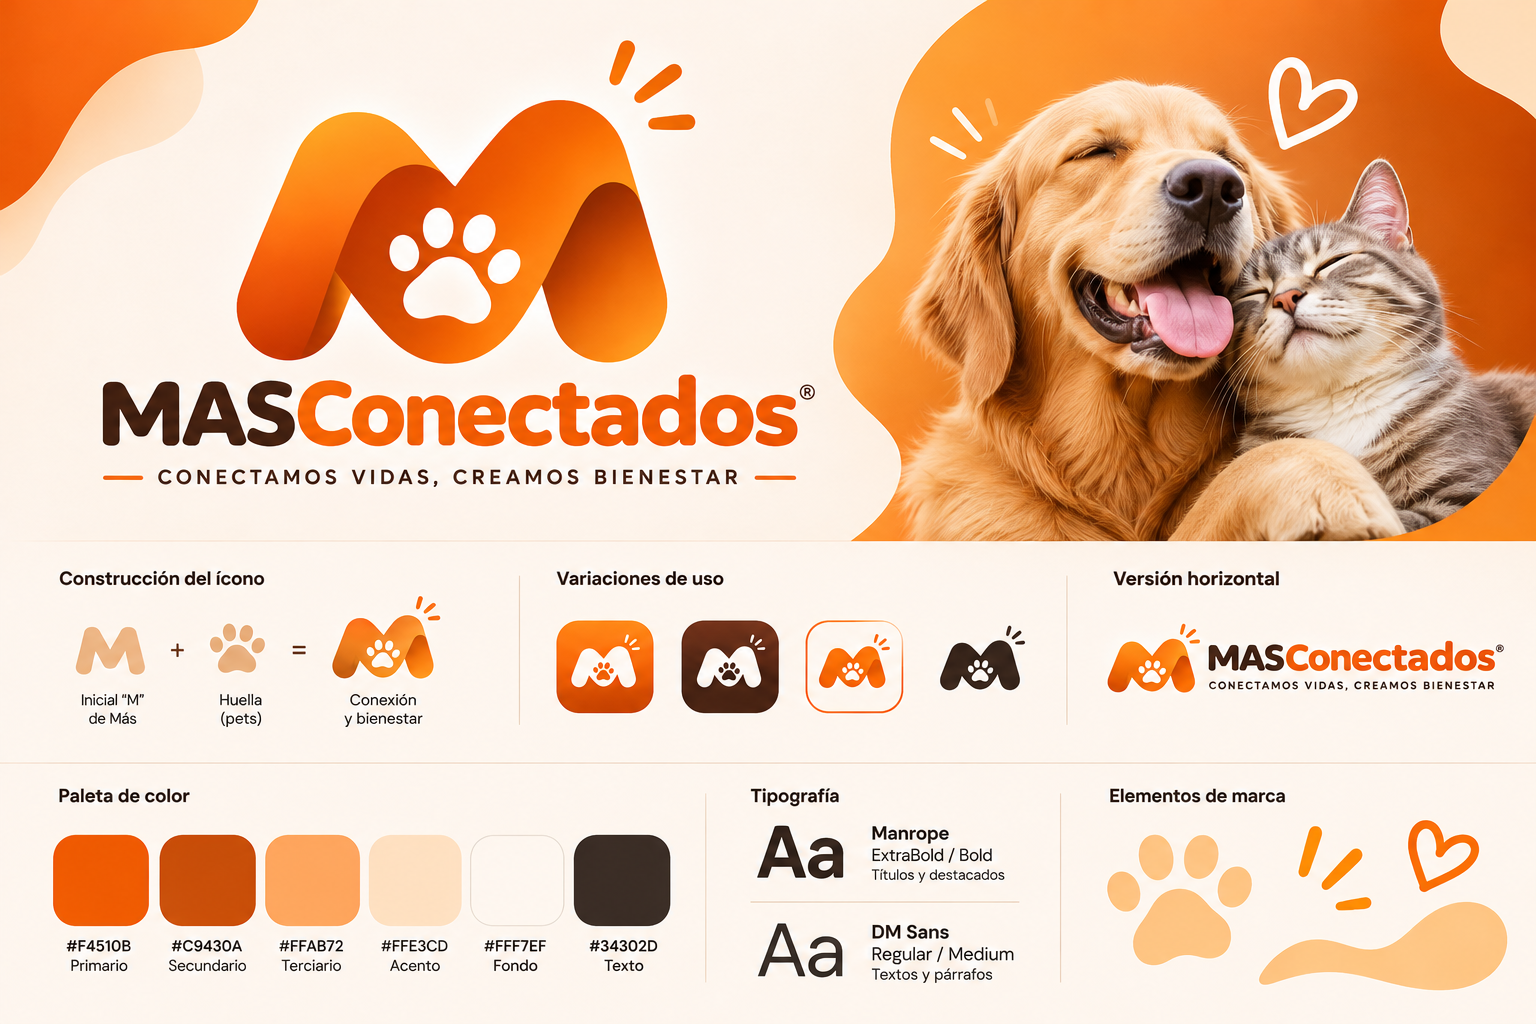 MASConectados®
CONECTAMOS VIDAS, CREAMOS BIENESTAR
Construcción del ícono
+
=
Inicial "M"
de Más
Huella
(pets)
Conexión
y bienestar
Variaciones de uso
Versión horizontal
MASConectados®
CONECTAMOS VIDAS, CREAMOS BIENESTAR
Paleta de color
#F4510B
Primario
#C9430A
Secundario
#FFAB72
Terciario
#FFE3CD
Acento
#FFF7EF
Fondo
#34302D
Texto
Tipografía
Aa
Manrope
ExtraBold / Bold
Títulos y destacados
Aa
DM Sans
Regular / Medium
Textos y párrafos
Elementos de marca